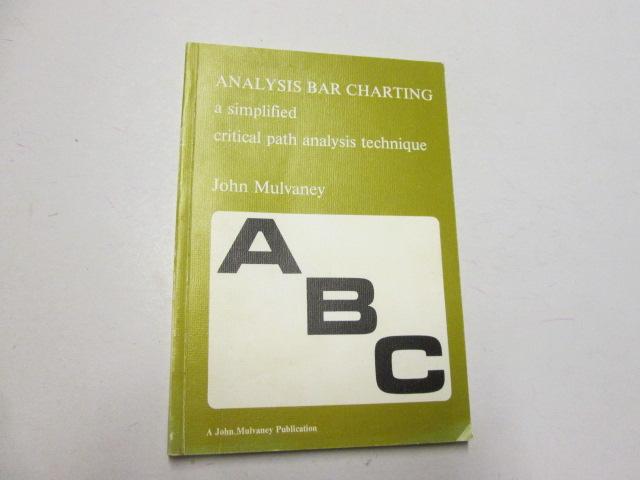 ANALYSIS BAR CHARTING
a simplified
critical path analysis technique
John Mulvaney
A
B
C
A John Mulvaney Publication